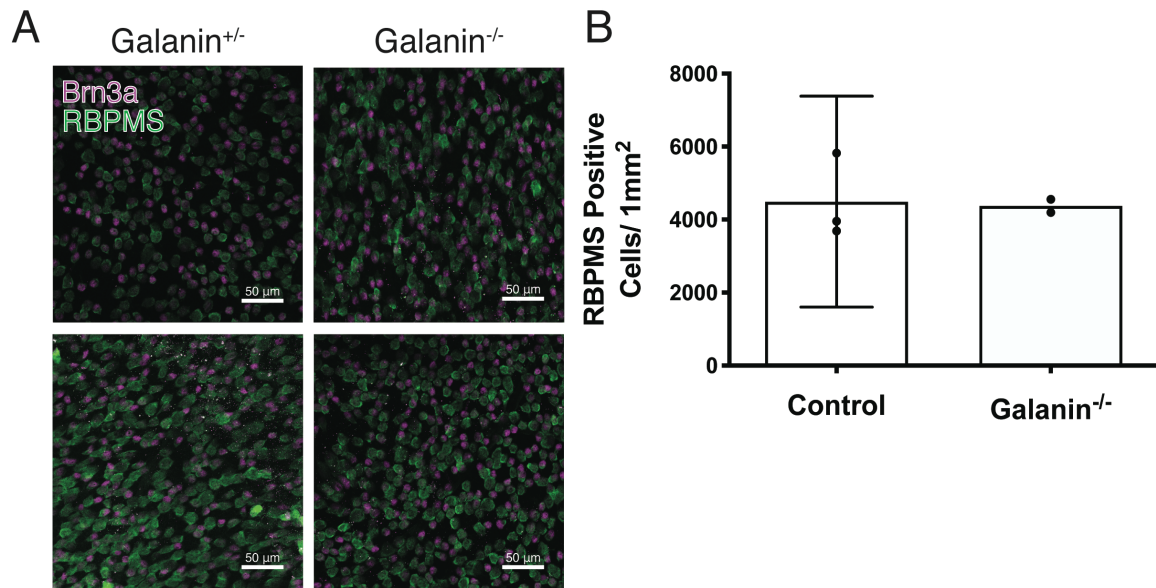 A
Galanin+/-
Galanin-/-
Brn3a
RBPMS
50 µm
50 µm
50 µm
50 µm
B
RBPMS Positive
Cells/ 1mm²
8000
6000
4000
2000
0
Control
Galanin-/-